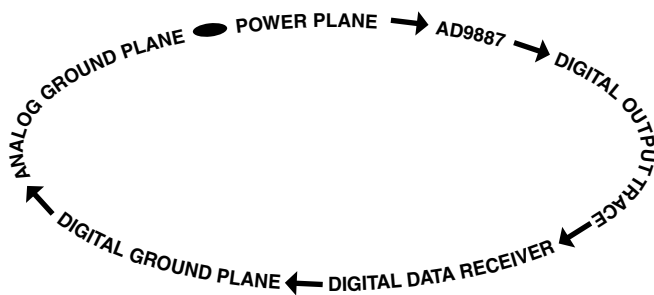 POWER PLANE
AD9887
DIGITAL OUTPUT TRACE
DIGITAL DATA RECEIVER
DIGITAL GROUND PLANE
ANALOG GROUND PLANE